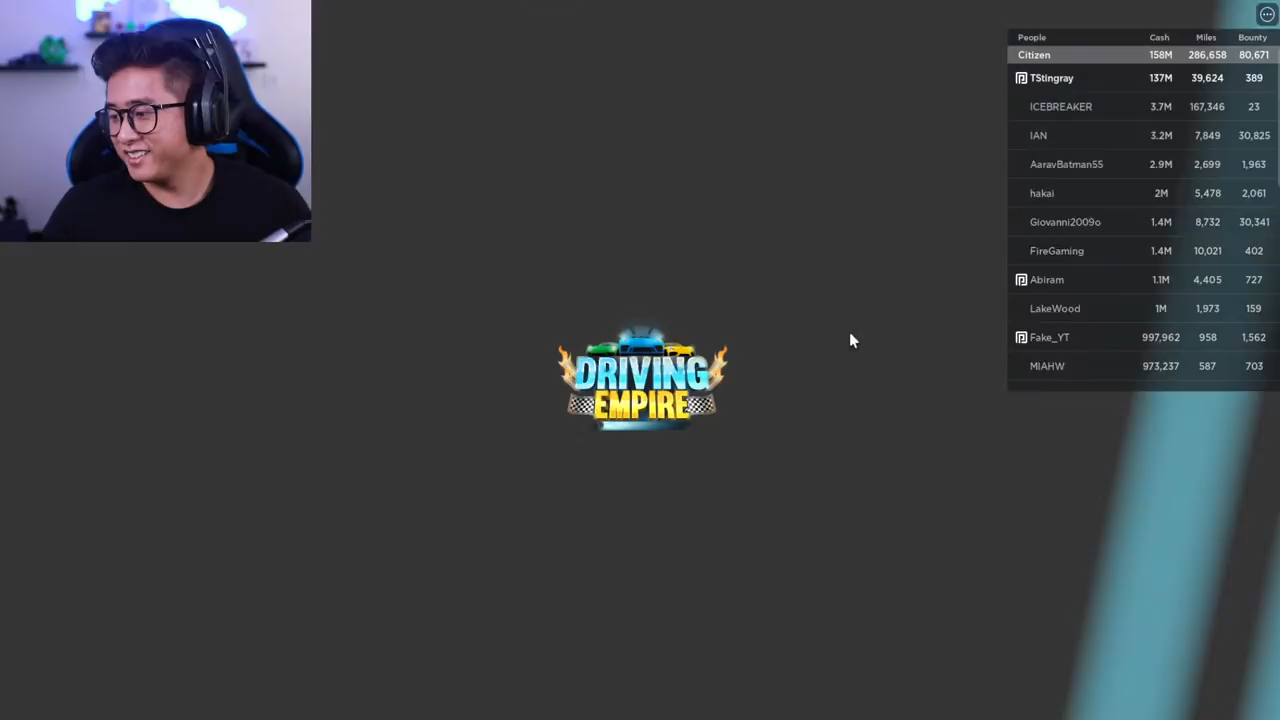 People Cash Miles Bounty
Citizen 158M 286,658 80,671
TStingray 137M 39,624 389
ICEBREAKER 3.7M 167,346 23
IAN 3.2M 7,849 30,825
AaravBatman55 2.9M 2,699 1,963
hakai 2M 5,478 2,061
Giovanni2009o 1.4M 8,732 30,341
FireGaming 1.4M 10,021 402
Abiram 1.1M 4,405 727
LakeWood 1M 1,973 159
Fake_YT 997,962 958 1,562
MIAHW 973,237 587 703
DRIVING
EMPIRE